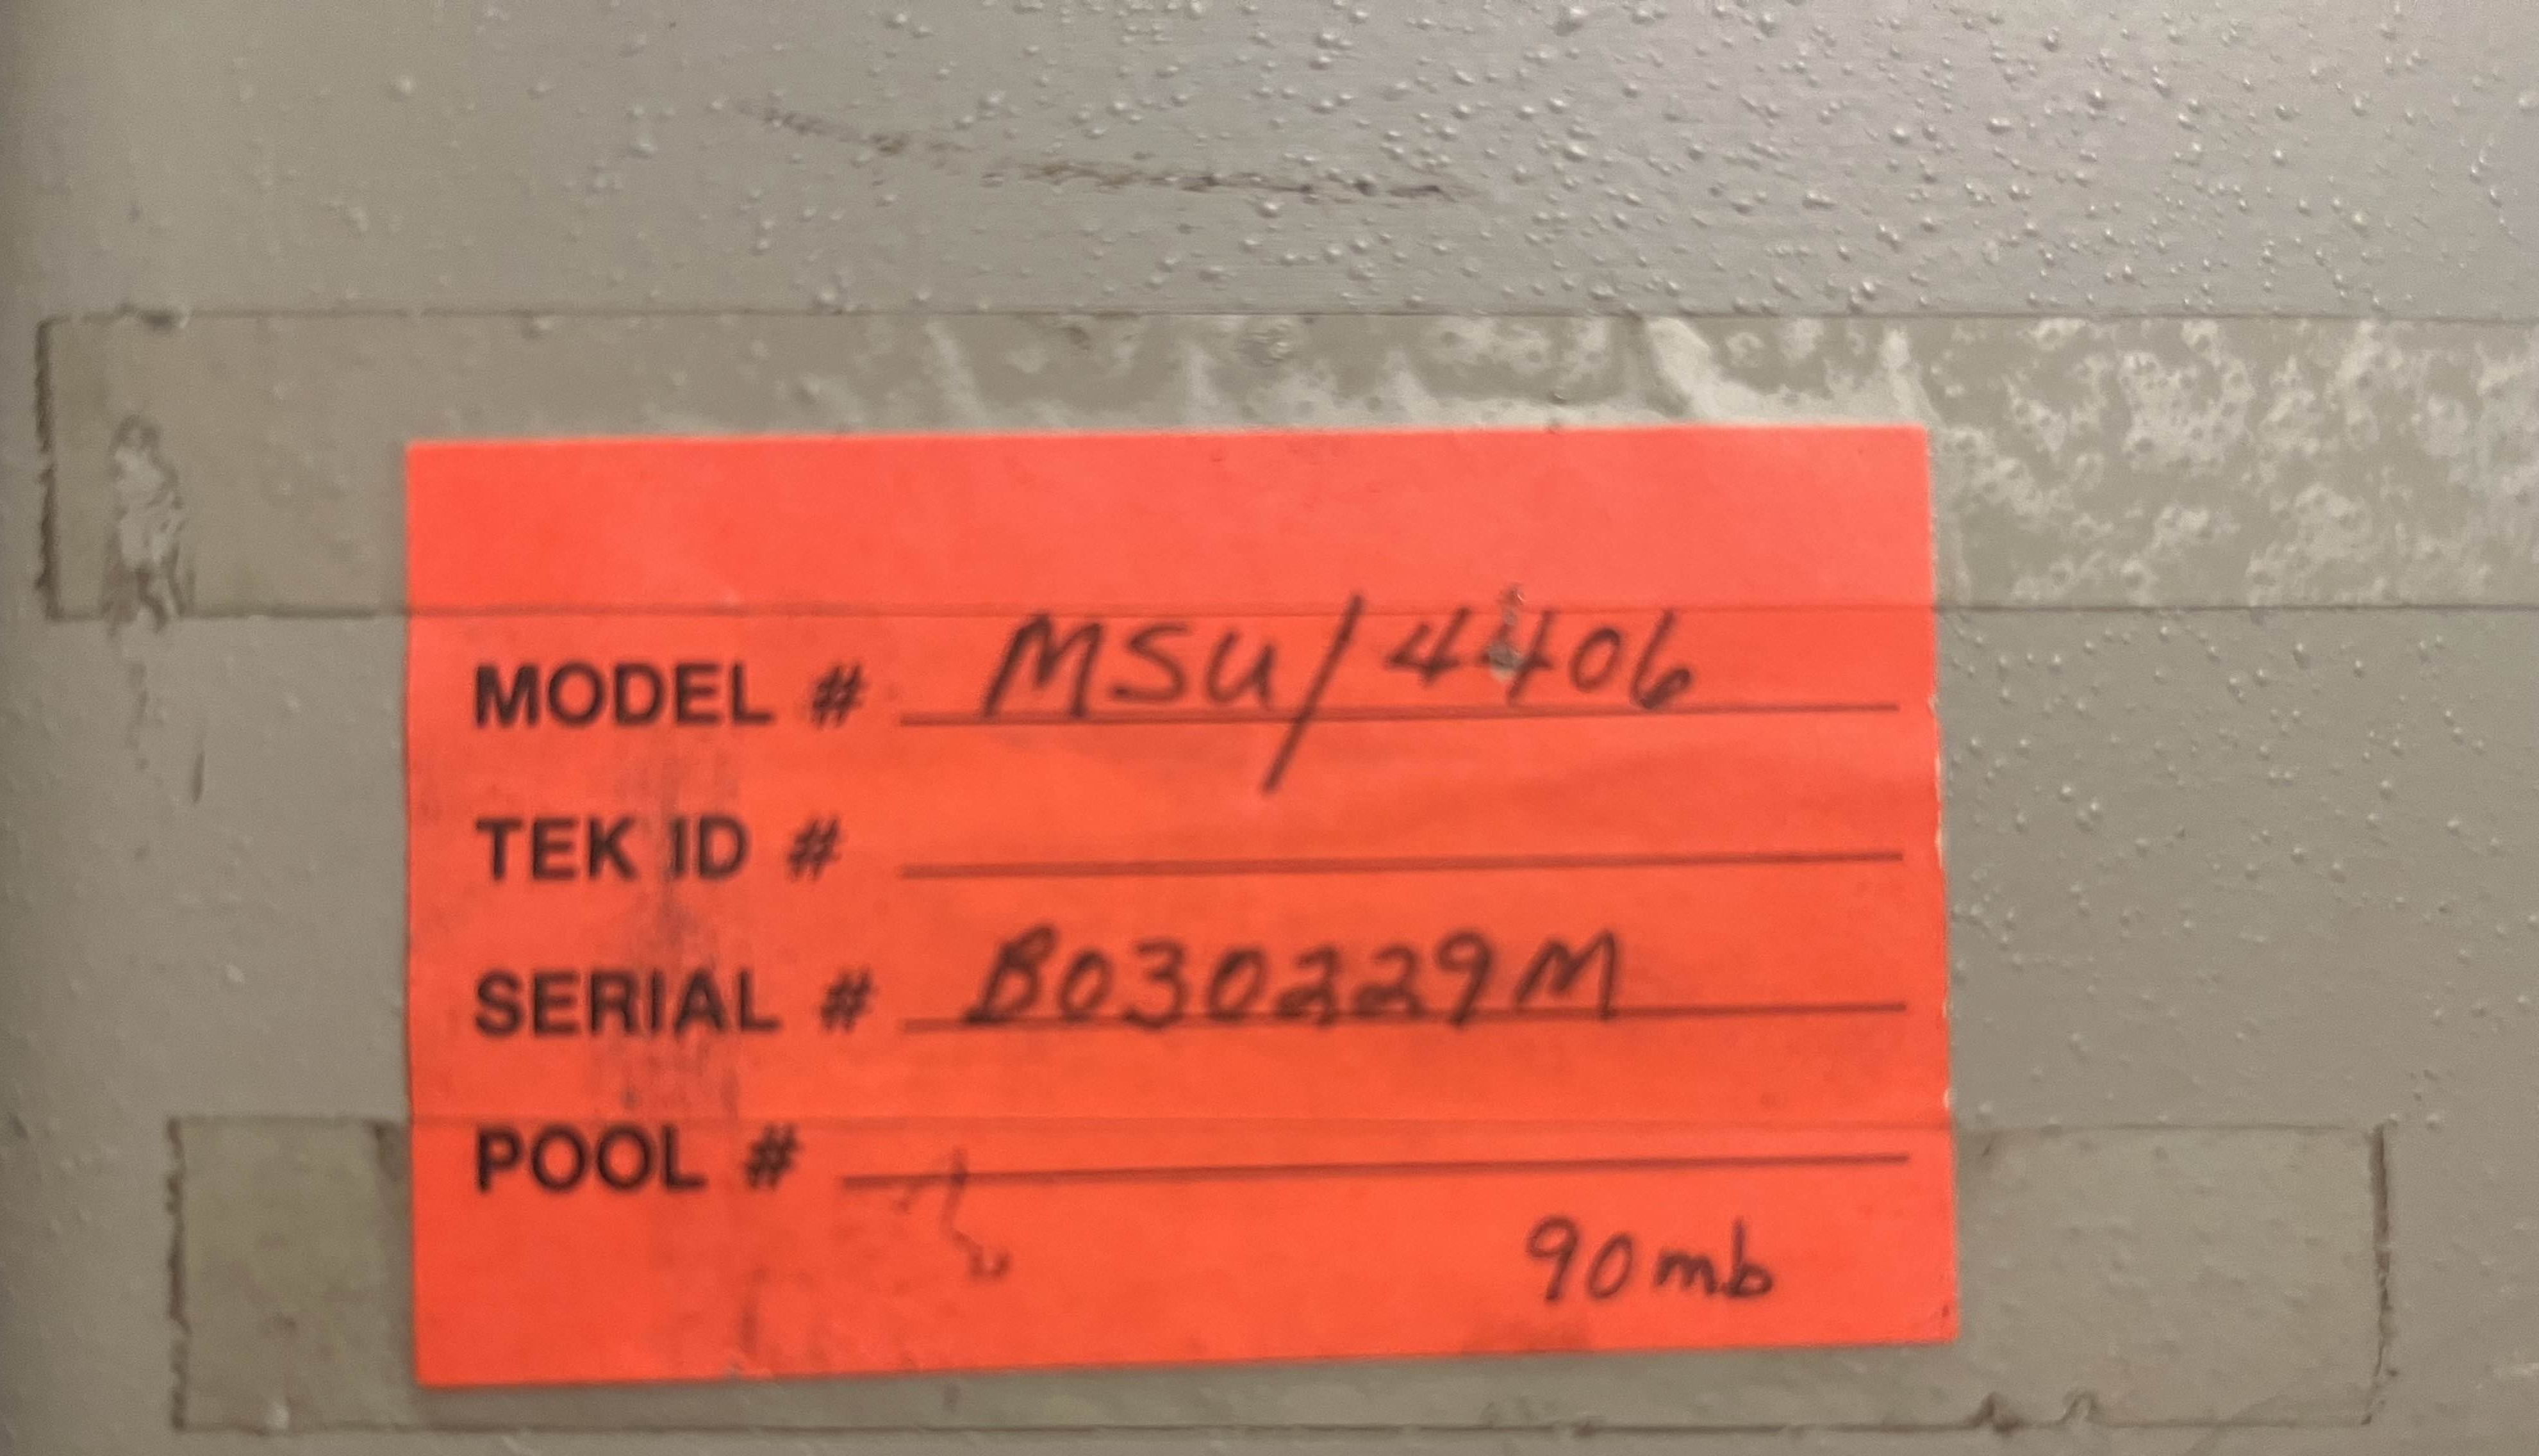 MODEL # MSU/4406
TEK ID #
SERIAL # B030229M
POOL #
90mb